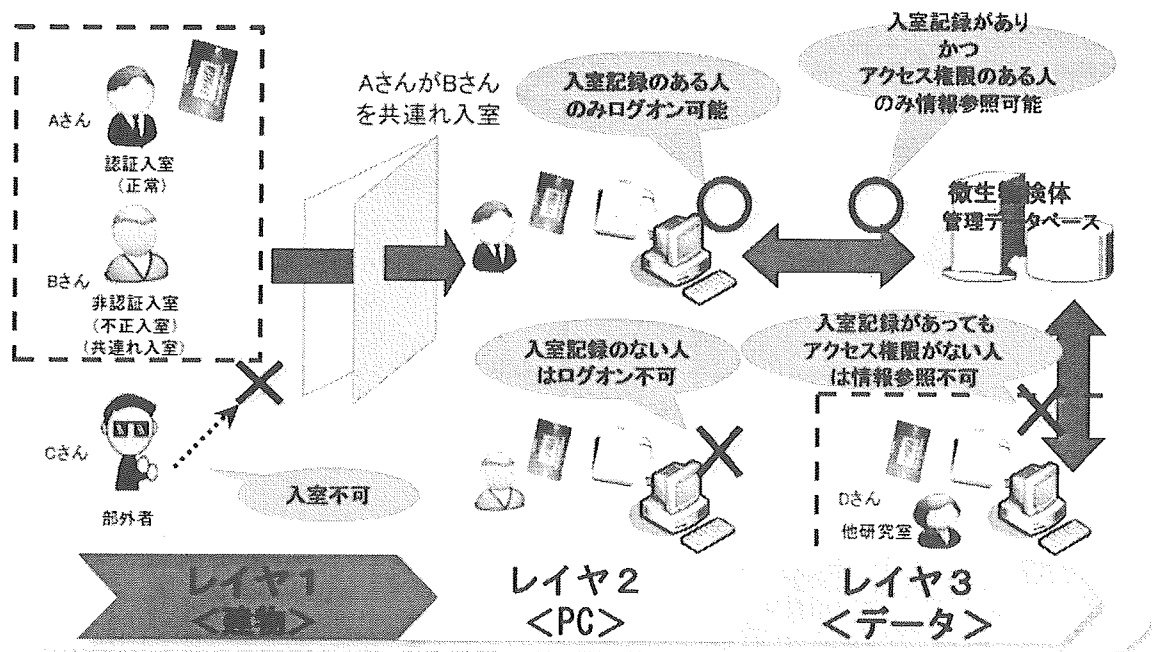 Aさん
認証入室
(正常)
Bさん
非認証入室
(不正入室)
(共連れ入室)
Cさん
部外者
入室不可
AさんがBさん
を共連れ入室
入室記録のある人
のみログオン可能
入室記録があり
かつ
アクセス権限のある人
のみ情報参照可能
微生物検体
管理データベース
入室記録のない人
はログオン不可
入室記録があっても
アクセス権限がない人
は情報参照不可
Dさん
他研究室
レイヤ1
<建物>
レイヤ2
<PC>
レイヤ3
<データ>